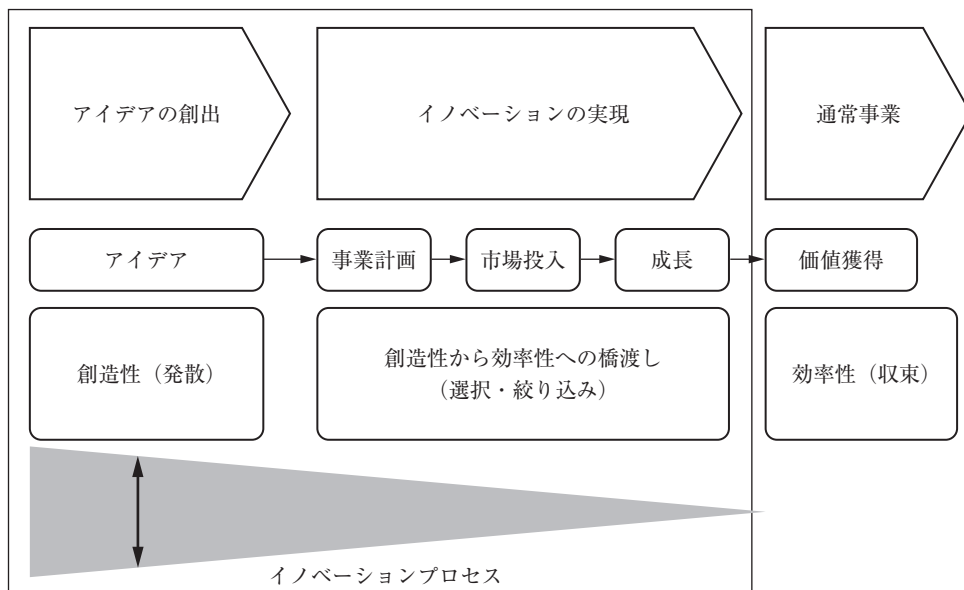 アイデアの創出
イノベーションの実現
通常事業
アイデア
事業計画
市場投入
成長
価値獲得
創造性（発散）
創造性から効率性への橋渡し
（選択・絞り込み）
効率性（収束）
イノベーションプロセス